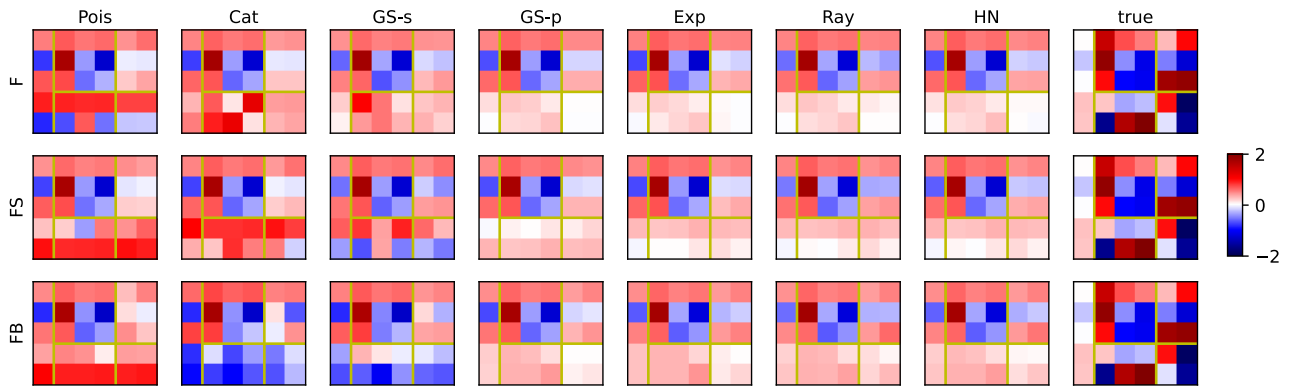 Pois Cat GS-s GS-p Exp Ray HN true
F
FS
FB
2
0
−2